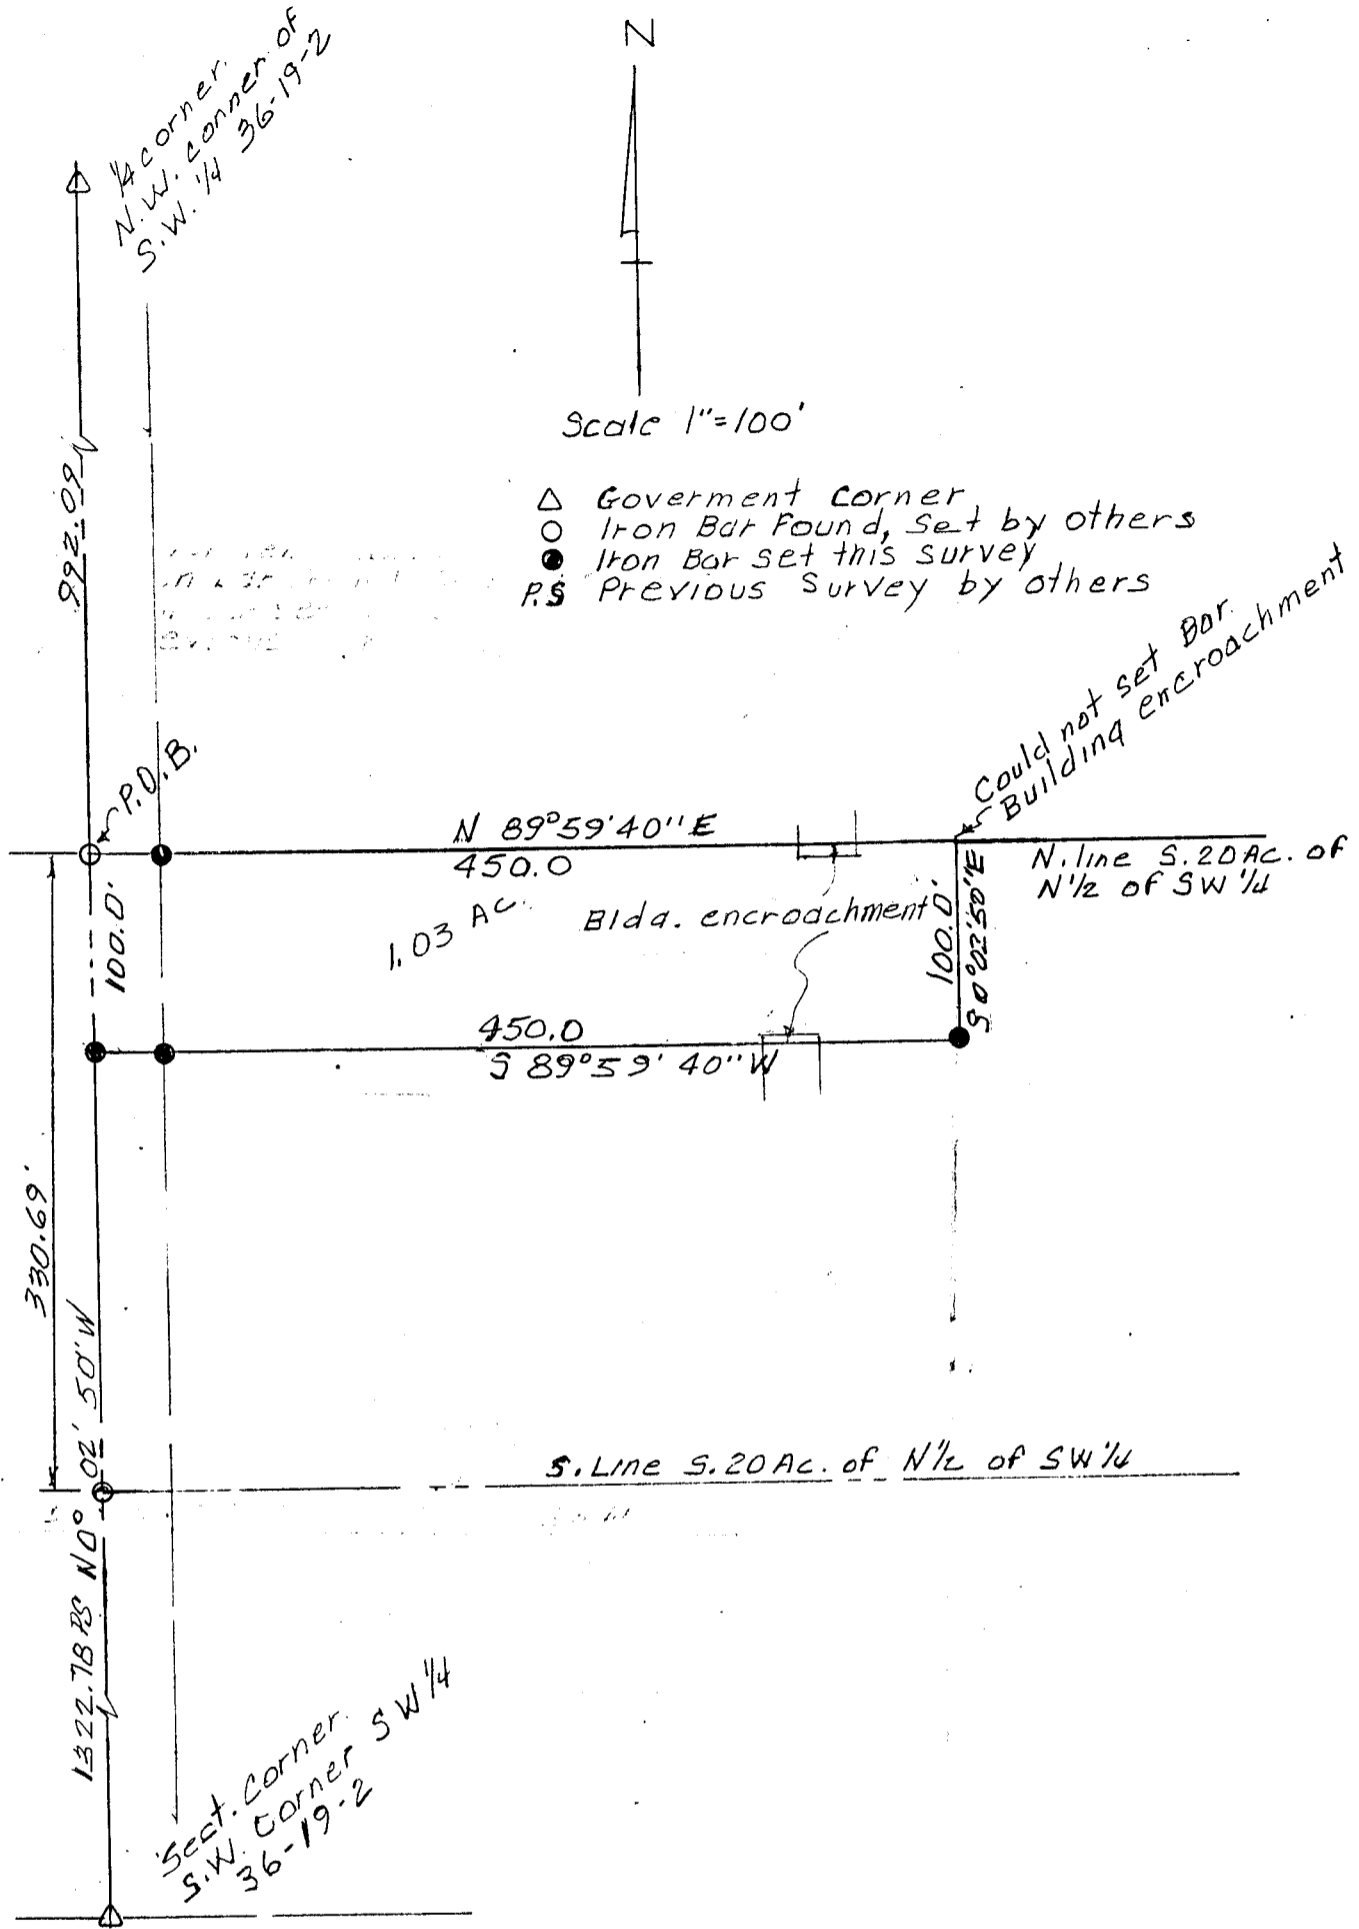 1/4 corner.
N.W. conner of
S.W. 1/4 36-19-2
N
Scale 1"=100'
△ Goverment Corner
○ Iron Bar Found, Set by others
● Iron Bar set this survey
P.S Previous Survey by others
992.09
P.O.B.
Could not set Bar.
Building encroachment
N 89°59'40" E
450.0
N. line S. 20 Ac. of
N 1/2 of SW 1/4
100.0'
1.03 AC.
Bldg. encroachment
100.0'
S 0°02'50"E
450.0
S 89°59'40" W
330.69'
S. Line S. 20 Ac. of N 1/2 of SW 1/4
1322.78 PS N 0° 02' 50" W
Sect. Corner.
S.W. Corner SW 1/4
36-19-2